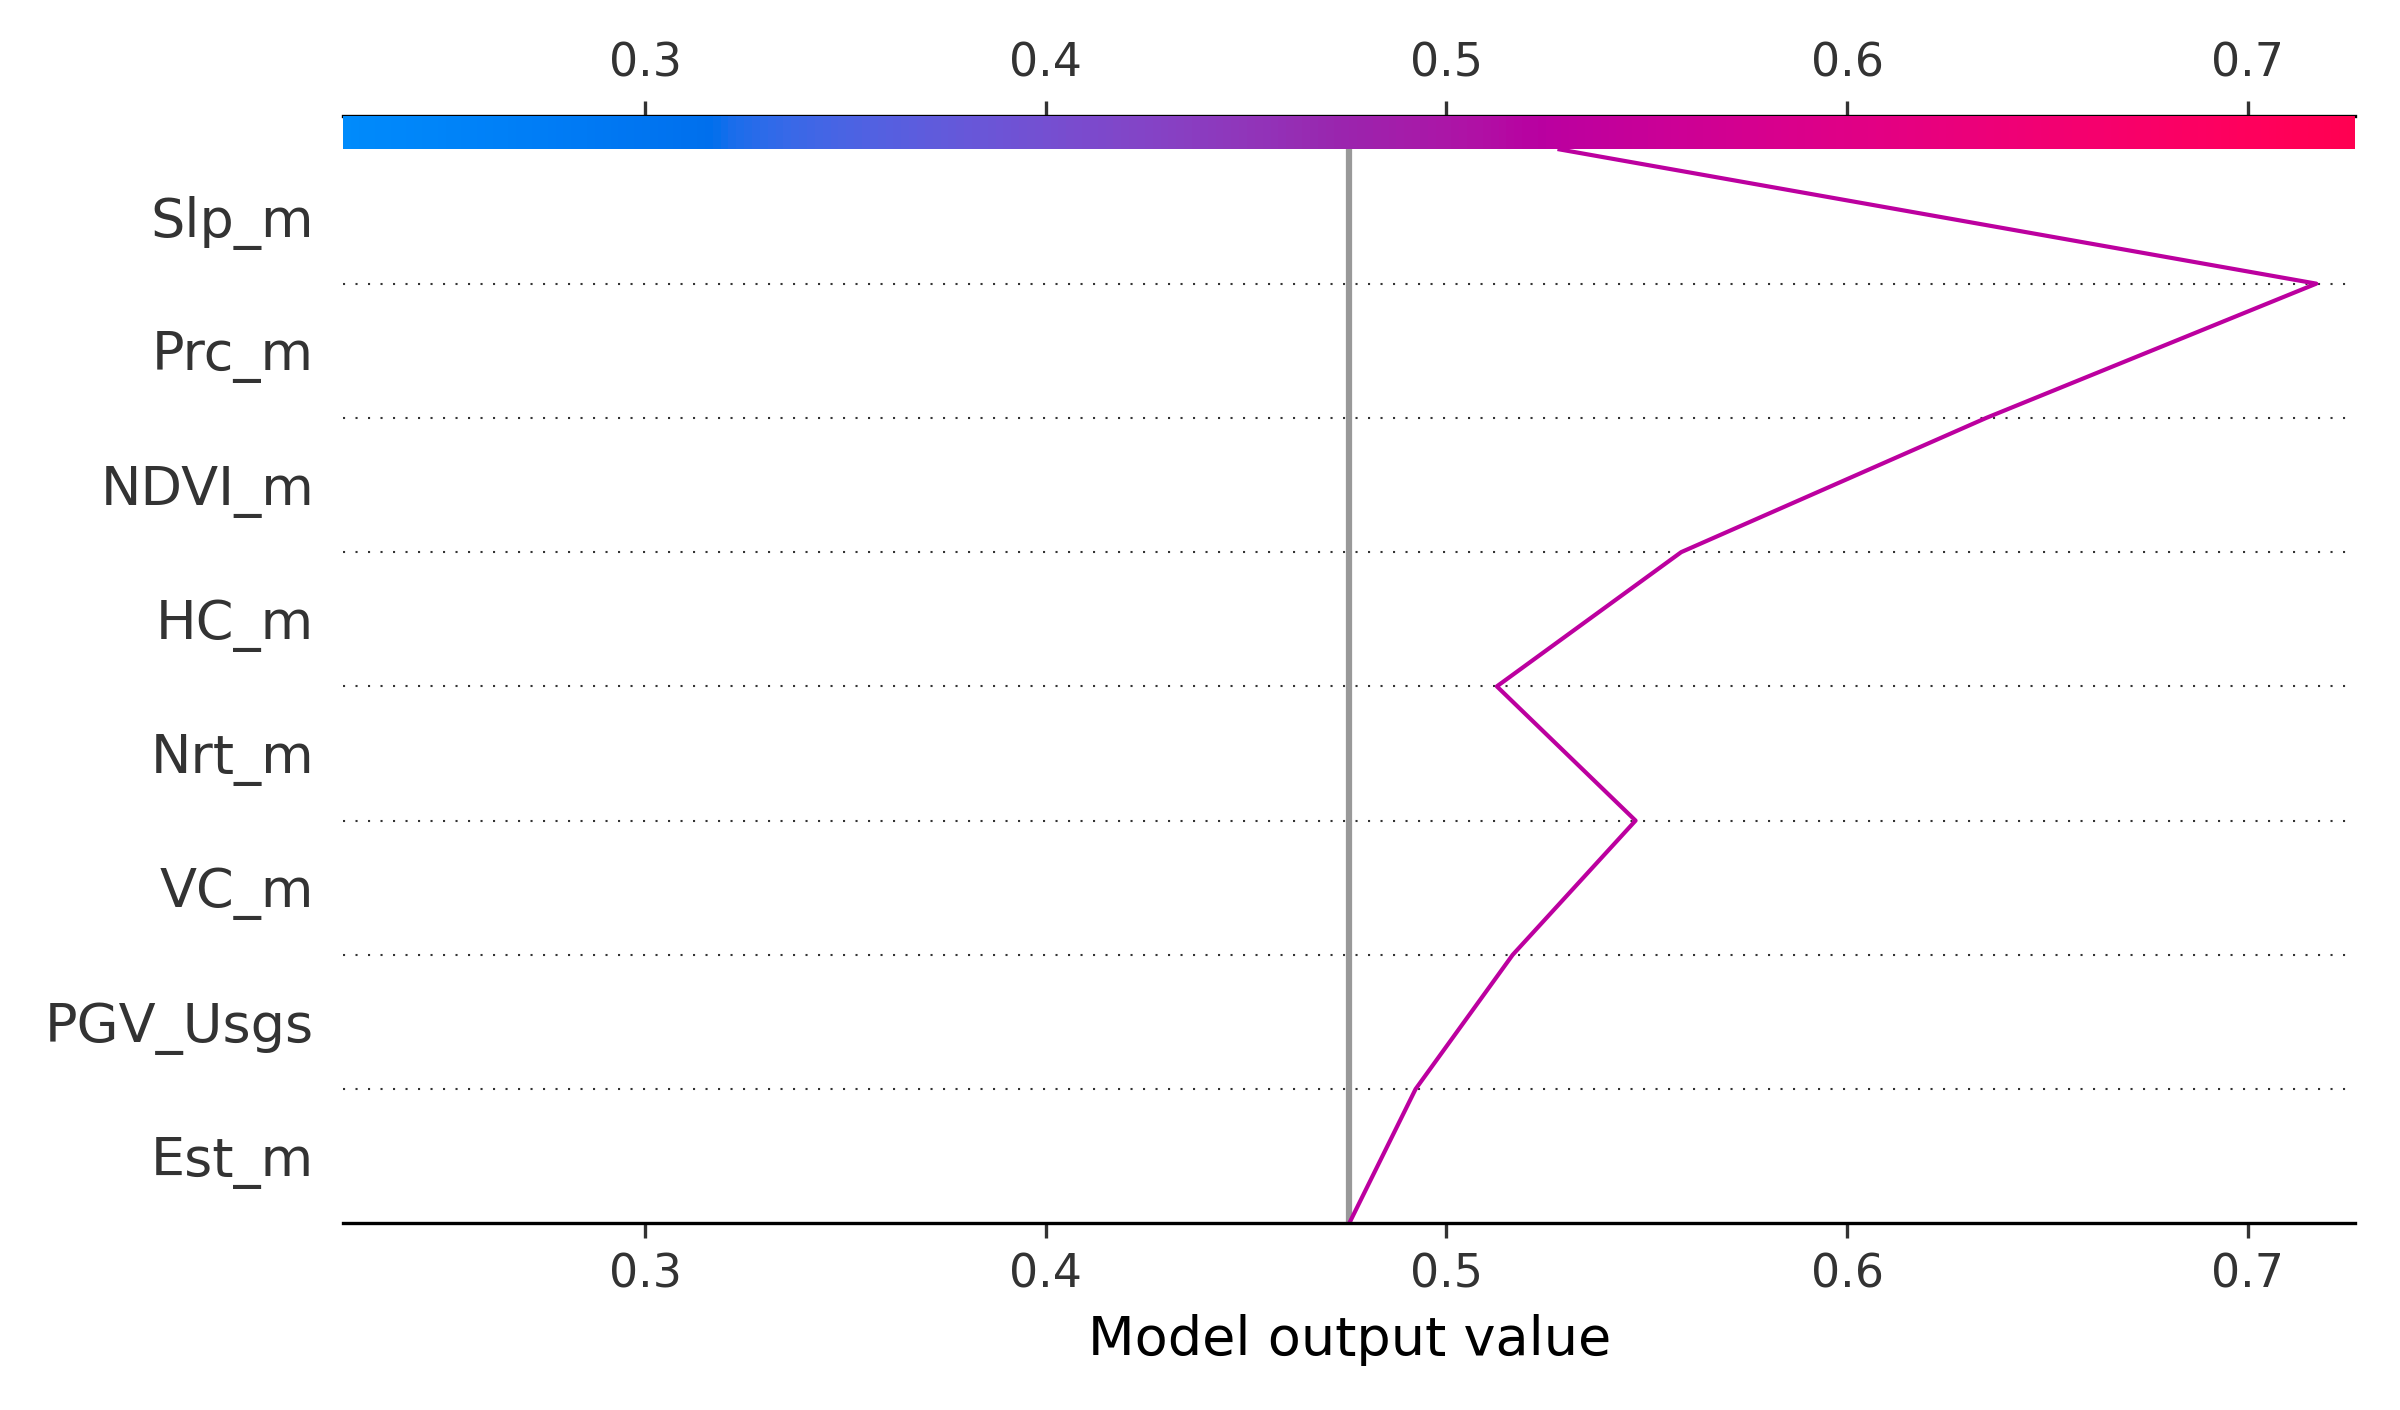 0.3 0.4 0.5 0.6 0.7
Slp_m
Prc_m
NDVI_m
HC_m
Nrt_m
VC_m
PGV_Usgs
Est_m
0.3 0.4 0.5 0.6 0.7
Model output value